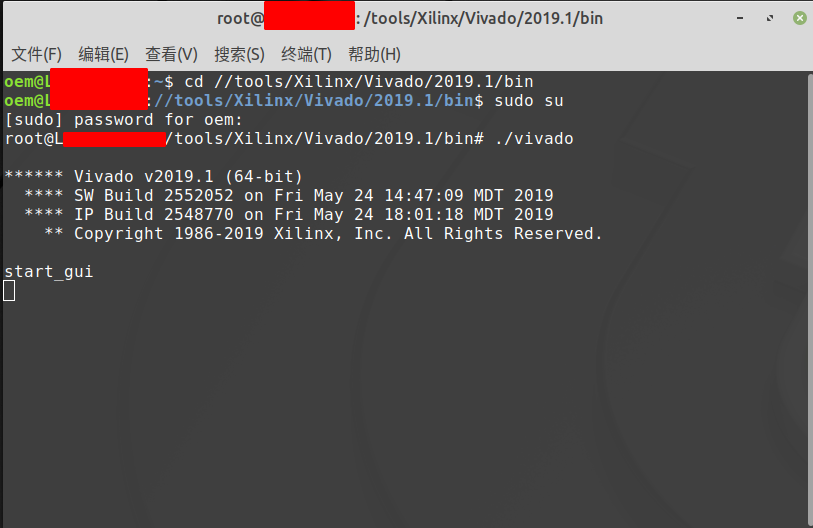 root@ : /tools/Xilinx/Vivado/2019.1/bin
文件(F) 编辑(E) 查看(V) 搜索(S) 终端(T) 帮助(H)
oem@L :~$ cd //tools/Xilinx/Vivado/2019.1/bin
oem@L ://tools/Xilinx/Vivado/2019.1/bin$ sudo su
[sudo] password for oem:
root@L /tools/Xilinx/Vivado/2019.1/bin# ./vivado
****** Vivado v2019.1 (64-bit)
**** SW Build 2552052 on Fri May 24 14:47:09 MDT 2019
**** IP Build 2548770 on Fri May 24 18:01:18 MDT 2019
** Copyright 1986-2019 Xilinx, Inc. All Rights Reserved.
start_gui